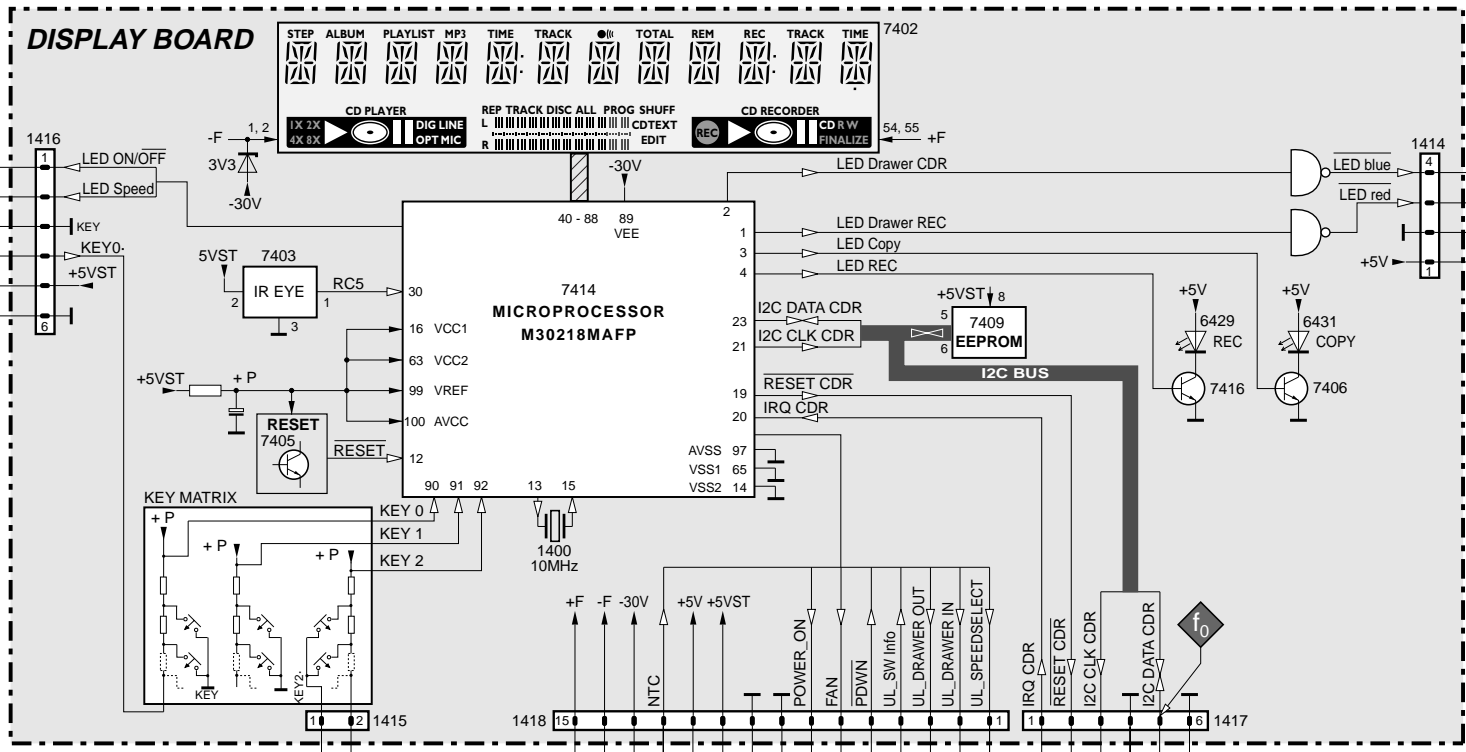 DISPLAY BOARD
STEP ALBUM PLAYLIST MP3 TIME TRACK TOTAL REM REC TRACK TIME
7402
CD PLAYER
1X 2X
4X 8X
DIG LINE
OPT MIC
REP TRACK DISC ALL PROG SHUFF
L
CDTEXT
R
EDIT
CD RECORDER
REC
CD R W
FINALIZE
-F 1, 2
54, 55 +F
3V3
-30V
-30V
1416
1
LED ON/OFF
LED Speed
KEY
KEY0-
+5VST
6
40 - 88
89
VEE
2
LED Drawer CDR
1
LED Drawer REC
3
LED Copy
4
LED REC
LED blue
LED red
1414
4
+5V
1
5VST
7403
IR EYE
2
1
3
RC5
30
7414
MICROPROCESSOR
M30218MAFP
16 VCC1
63 VCC2
99 VREF
100 AVCC
+5VST
+ P
RESET
7405
RESET
12
23
I2C DATA CDR
21
I2C CLK CDR
+5VST 8
5
6
7409
EEPROM
I2C BUS
19
RESET CDR
20
IRQ CDR
AVSS 97
VSS1 65
VSS2 14
+5V
6429
REC
7416
+5V
6431
COPY
7406
90 91 92
13 15
1400
10MHz
KEY MATRIX
+ P
+ P
+ P
KEY 0
KEY 1
KEY 2
KEY
KEY2-
1 2 1415
+F -F -30V
NTC
+5V +5VST
POWER_ON
FAN
PDWN
UL_SW Info
UL_DRAWER OUT
UL_DRAWER IN
UL_SPEEDSELECT
1418 15 1
IRQ CDR
RESET CDR
I2C CLK CDR
I2C DATA CDR
f0
1 6 1417